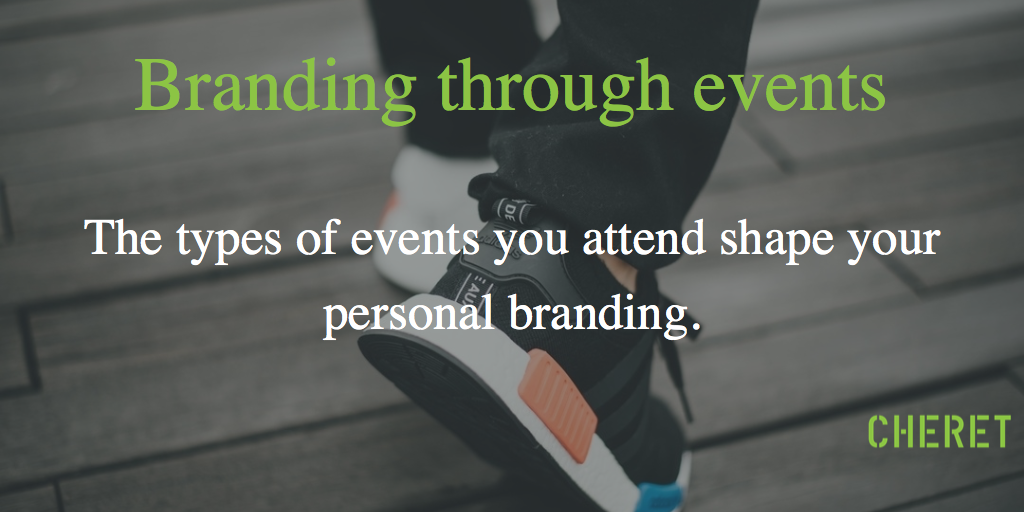 Branding through events
The types of events you attend shape your
personal branding.
CHERET